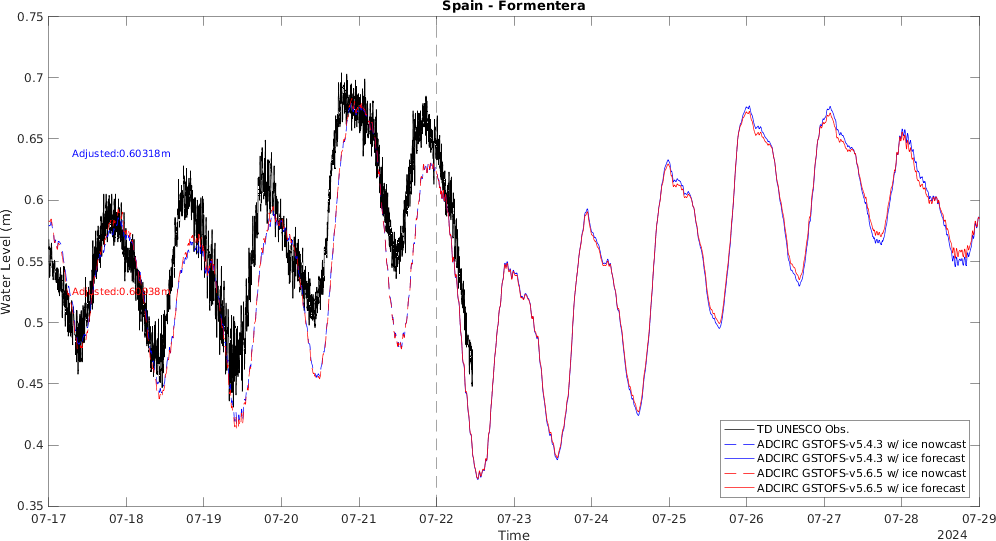 Spain - Formentera
0.75
0.7
0.65
0.6
0.55
0.5
0.45
0.4
0.35
Water Level (m)
Adjusted:0.60318m
TD UNESCO Obs.
ADCIRC GSTOFS-v5.4.3 w/ ice nowcast
ADCIRC GSTOFS-v5.4.3 w/ ice forecast
ADCIRC GSTOFS-v5.6.5 w/ ice nowcast
ADCIRC GSTOFS-v5.6.5 w/ ice forecast
07-17 07-18 07-19 07-20 07-21 07-22 07-23 07-24 07-25 07-26 07-27 07-28 07-29
Time
2024